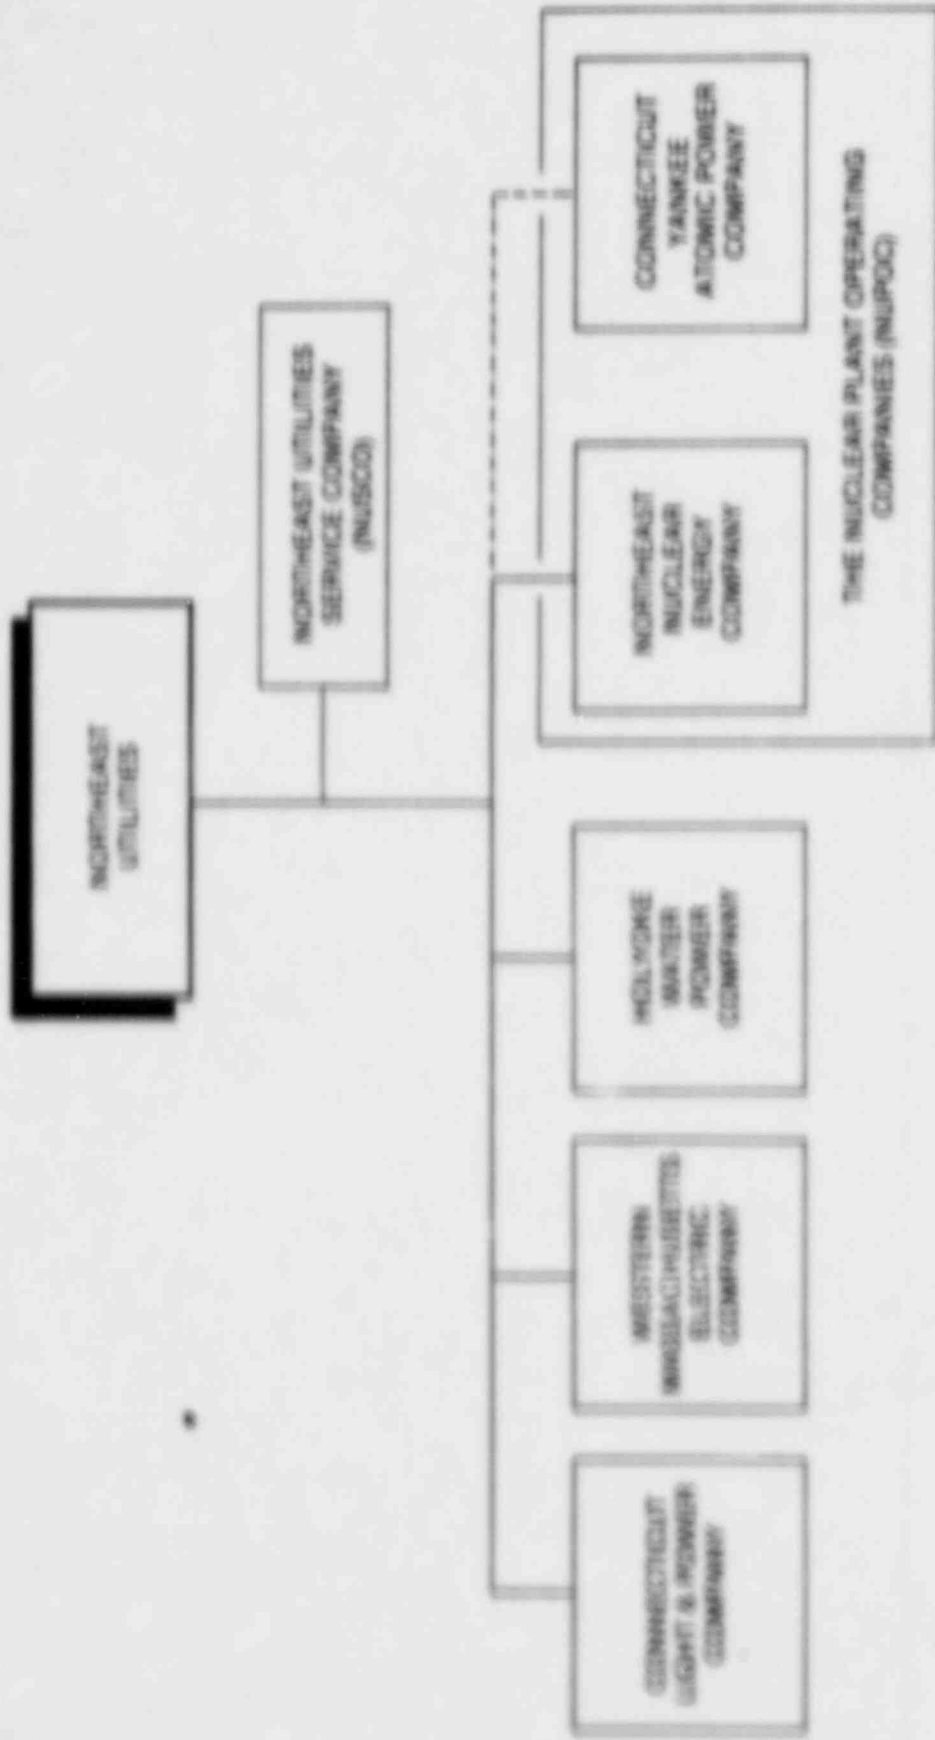 NORTHEAST
UTILITIES
NORTHEAST UTILITIES
SERVICE COMPANY
(NUSCO)
CONNECTICUT
LIGHT & POWER
COMPANY
WESTERN
MASSACHUSETTS
ELECTRIC
COMPANY
HOLYOKE
WATER
POWER
COMPANY
NORTHEAST
NUCLEAR
ENERGY
COMPANY
CONNECTICUT
YANKEE
ATOMIC POWER
COMPANY
THE NUCLEAR PLANT OPERATING
COMPANIES (NUPOC)